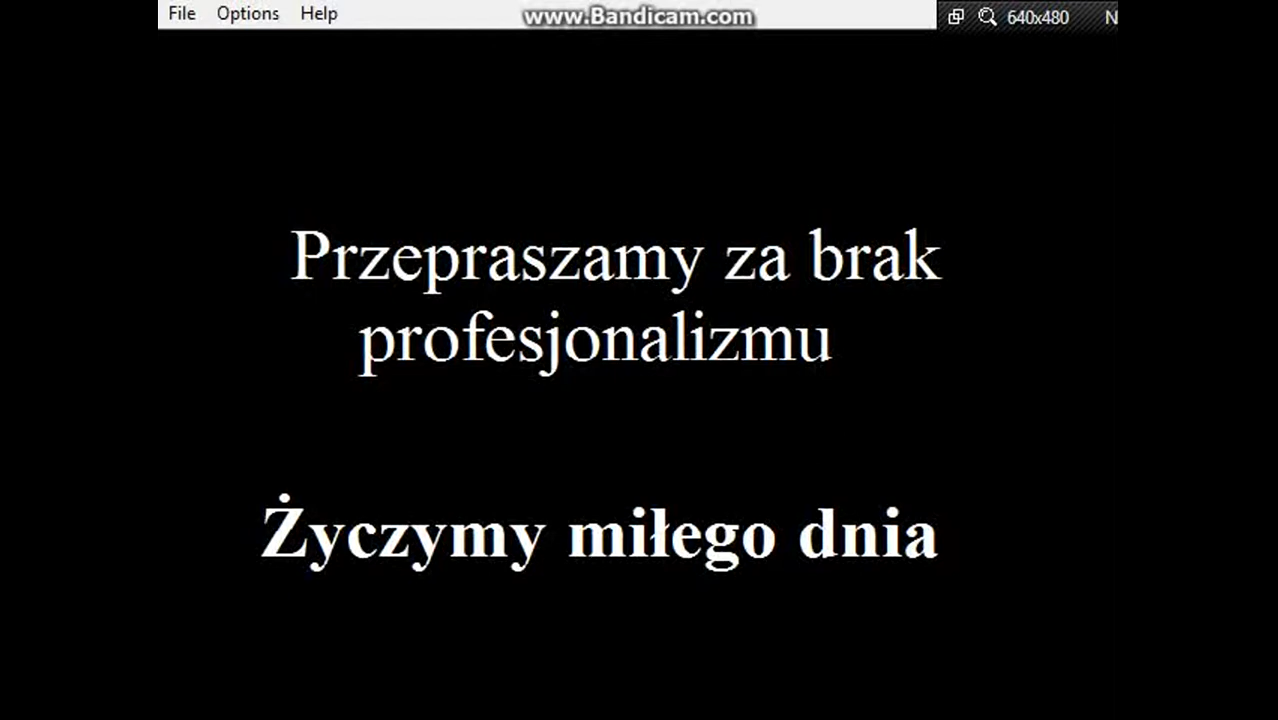 File Options Help www.Bandicam.com 640x480 N
Przepraszamy za brak
profesjonalizmu
Życzymy miłego dnia